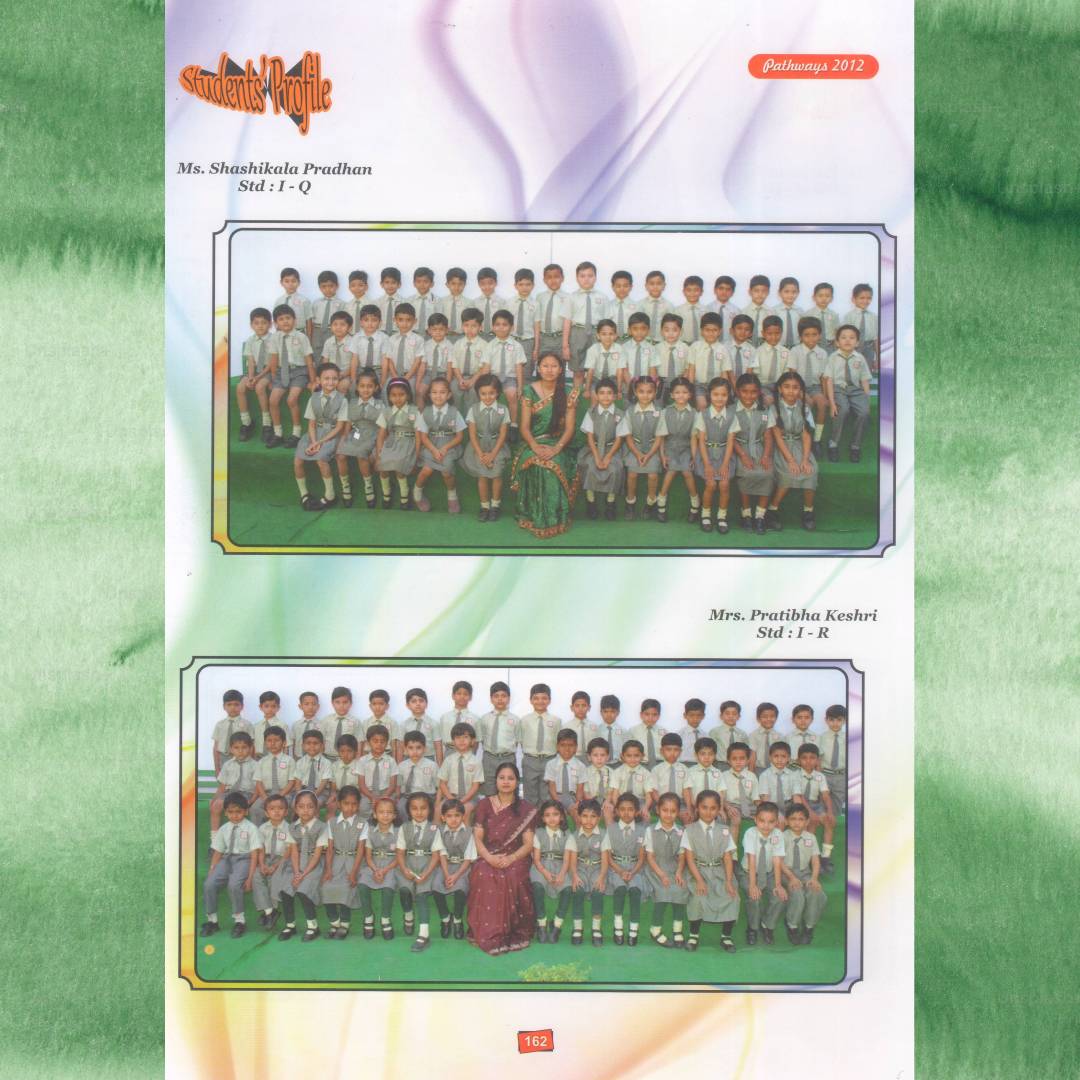 Students' Profile
Pathways 2012
Ms. Shashikala Pradhan
Std : I - Q
Mrs. Pratibha Keshri
Std : I - R
162